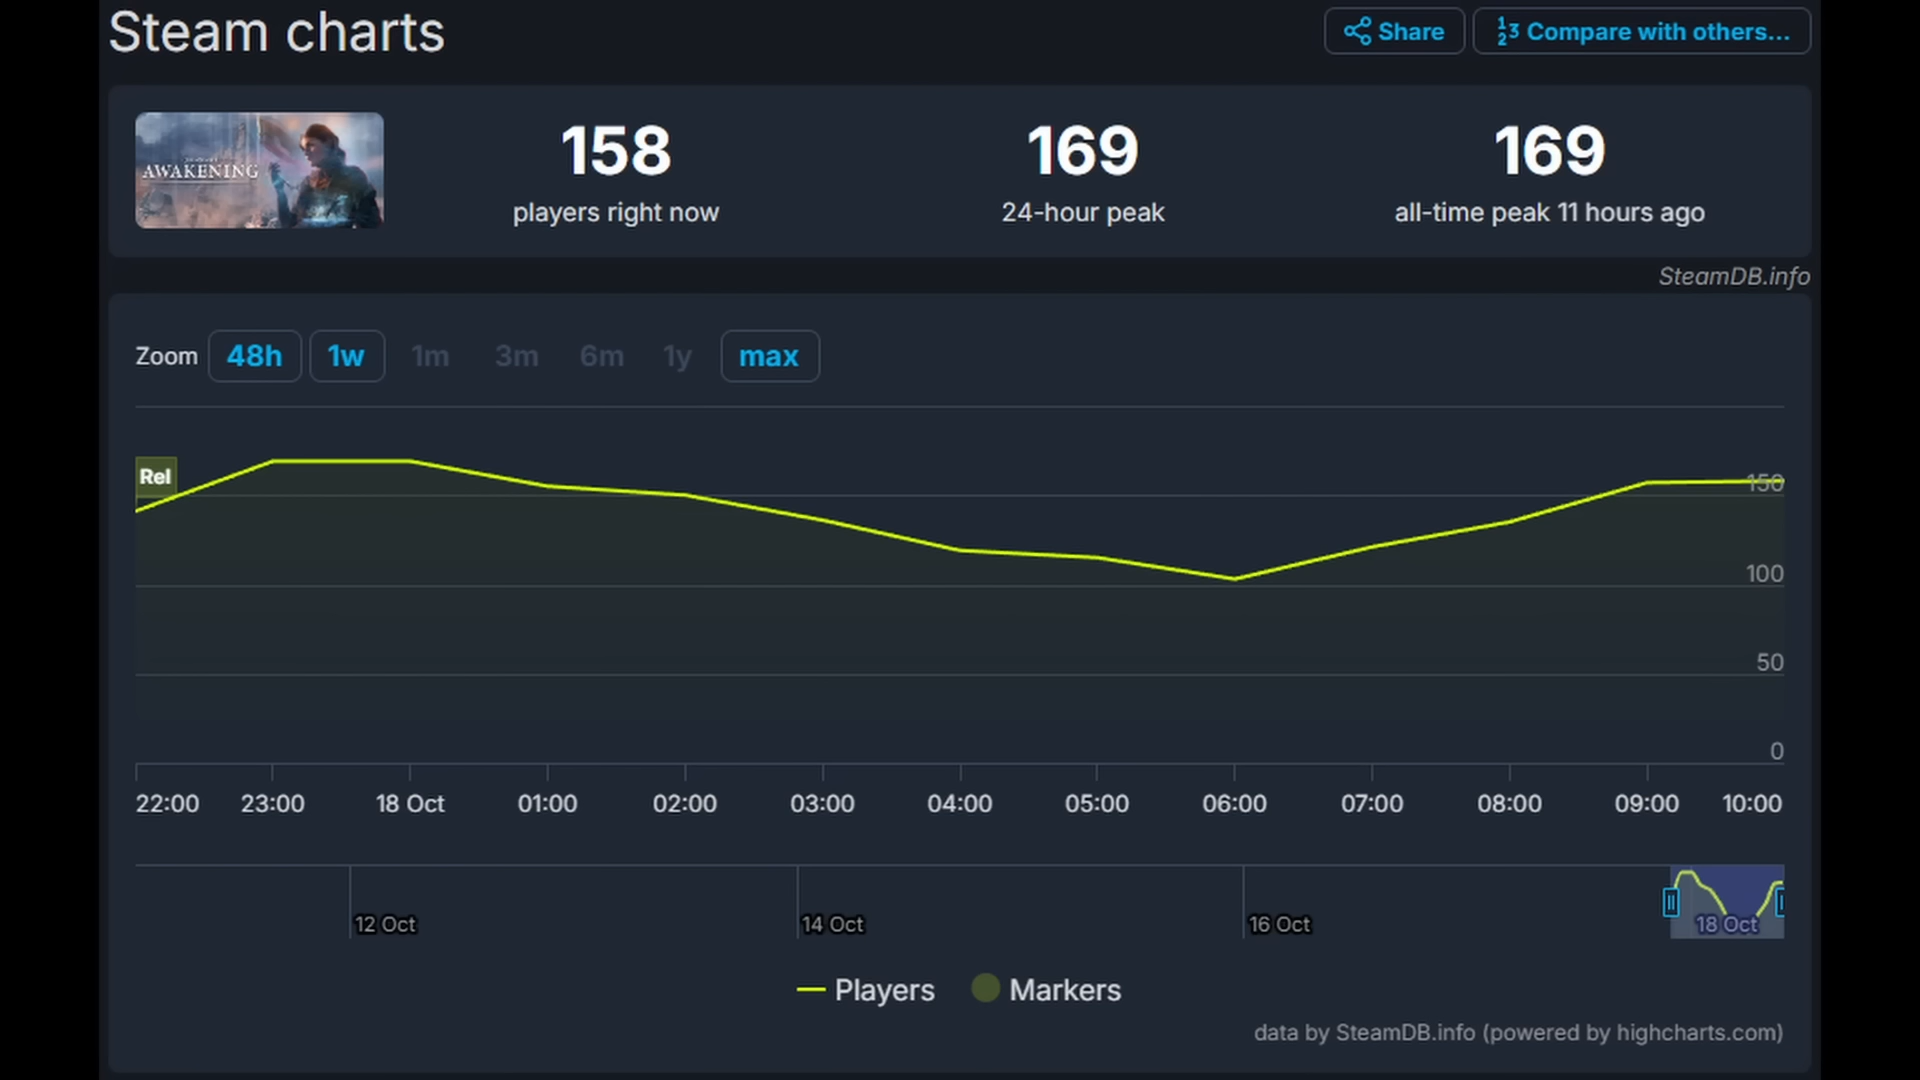 Steam charts
Share
Compare with others...
AWAKENING
158
players right now
169
24-hour peak
169
all-time peak 11 hours ago
SteamDB.info
Zoom 48h 1w 1m 3m 6m 1y max
Rel
150
100
50
0
22:00 23:00 18 Oct 01:00 02:00 03:00 04:00 05:00 06:00 07:00 08:00 09:00 10:00
12 Oct 14 Oct 16 Oct 18 Oct
Players Markers
data by SteamDB.info (powered by highcharts.com)